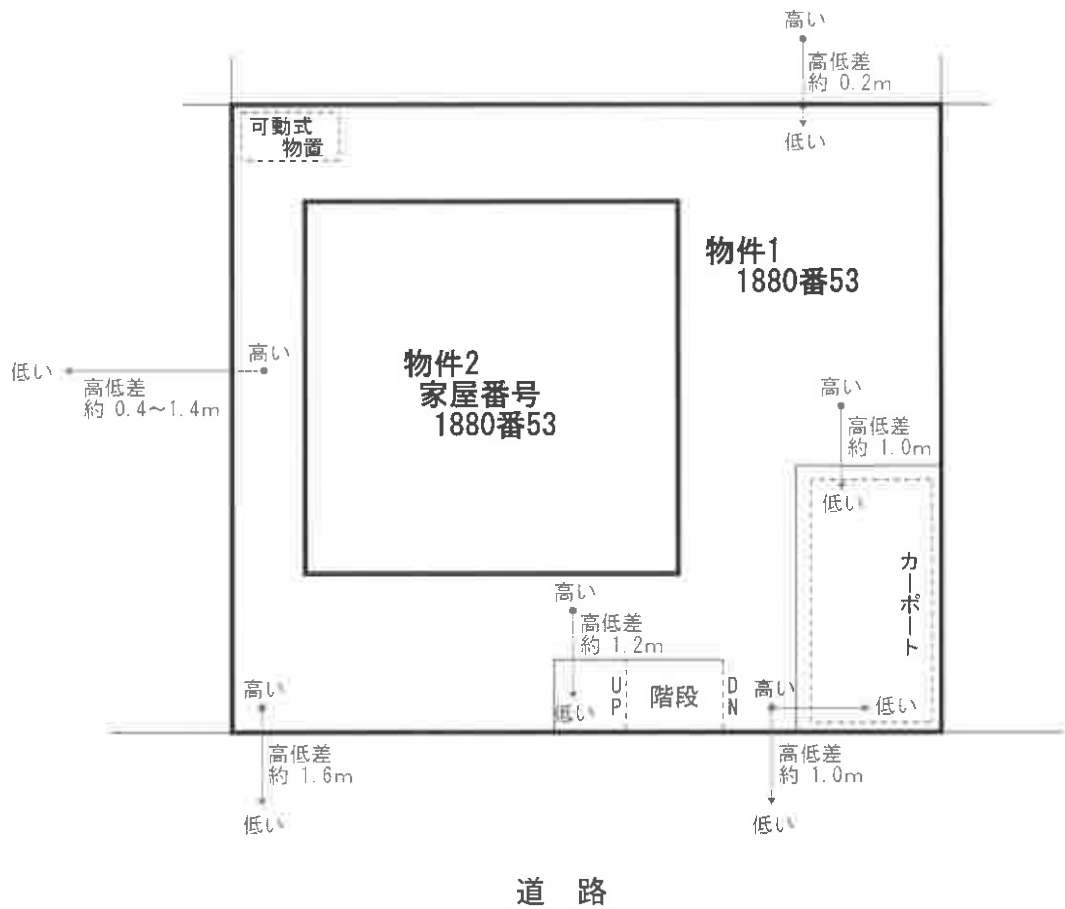 高い
高低差
約 0.2m
低い
可動式
物置
物件1
1880番53
低い
高い
高低差
約 0.4～1.4m
物件2
家屋番号
1880番53
高い
高低差
約 1.0m
低い
カーポート
高い
高低差
約 1.2m
低い
UP
階段
DN
高い
低い
高い
高低差
約 1.6m
低い
高低差
約 1.0m
低い
道 路